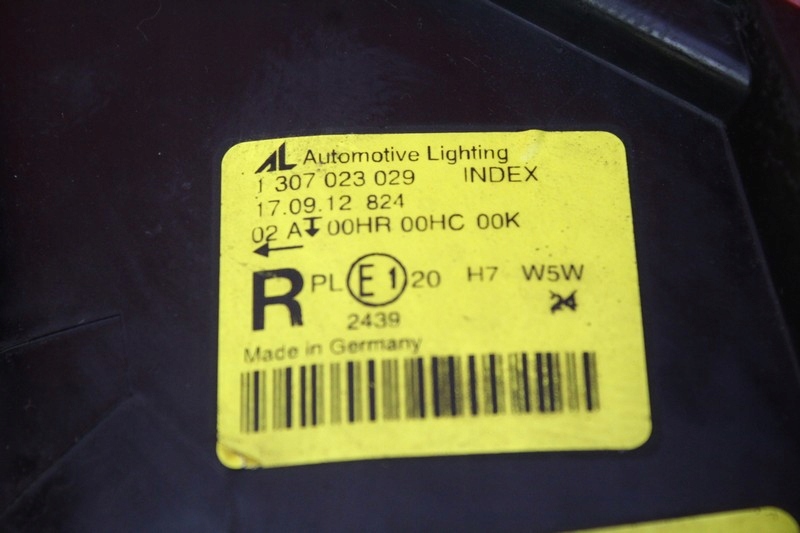 AL Automotive Lighting
1 307 023 029 INDEX
17.09.12 824
02 A 00HR 00HC 00K
R PL E1 20 H7 W5W
24
2439
Made in Germany